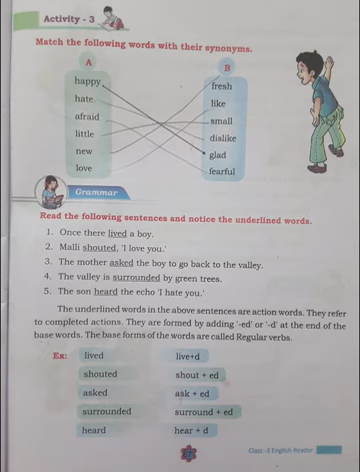 Activity - 3
Match the following words with their synonyms.
A B
happy fresh
hate. like
afraid small
little dislike
new glad
love fearful
Grammar
Read the following sentences and notice the underlined words.
1. Once there lived a boy.
2. Malli shouted, 'I love you.'
3. The mother asked the boy to go back to the valley.
4. The valley is surrounded by green trees.
5. The son heard the echo 'I hate you.'
The underlined words in the above sentences are action words. They refer
to completed actions. They are formed by adding '-ed' or '-d' at the end of the
base words. The base forms of the words are called Regular verbs.
Ex: lived live+d
shouted shout + ed
asked ask + ed
surrounded surround + ed
heard hear + d
Class -3 English Reader